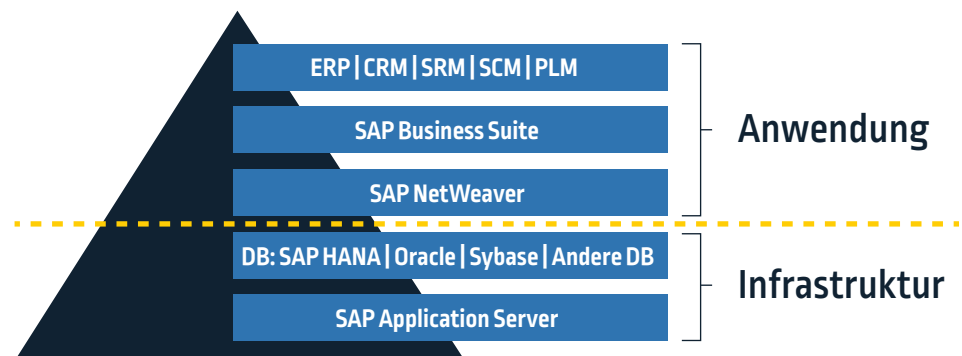 ERP | CRM | SRM | SCM | PLM
SAP Business Suite
SAP NetWeaver
Anwendung
DB: SAP HANA | Oracle | Sybase | Andere DB
SAP Application Server
Infrastruktur